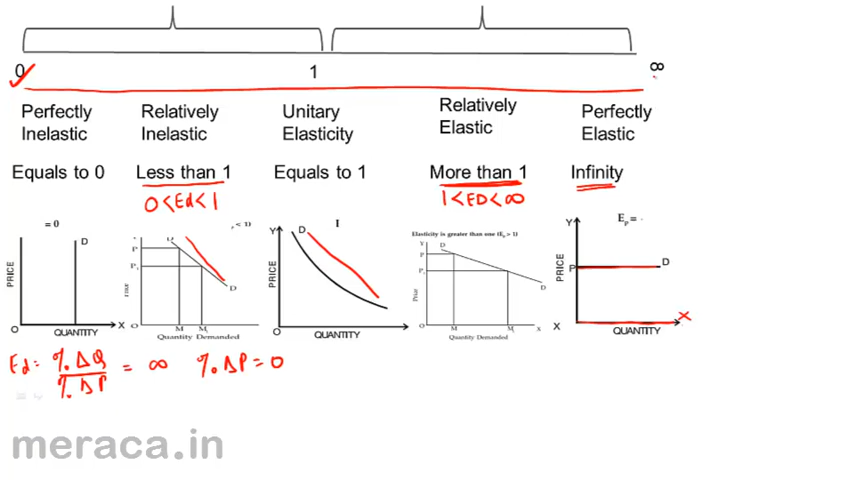 0 1 ∞
Perfectly Inelastic
Relatively Inelastic
Unitary Elasticity
Relatively Elastic
Perfectly Elastic
Equals to 0
Less than 1
Equals to 1
More than 1
Infinity
0 < Ed < 1
1 < ED < ∞
= 0
D
PRICE
O
QUANTITY
X
< 1)
D
P
P₁
Price
D
O
M M₁
Quantity Demanded
1
Y
D
PRICE
O
QUANTITY
Elasticity is greater than one (Eₚ > 1)
Y
D
P
P₁
Price
D
O
M M₁ X
Quantity Demanded
Eₚ =
Y
PRICE
P
D
X
X
QUANTITY
Ed = %ΔQ / %ΔP = ∞ %ΔP = 0
meraca.in